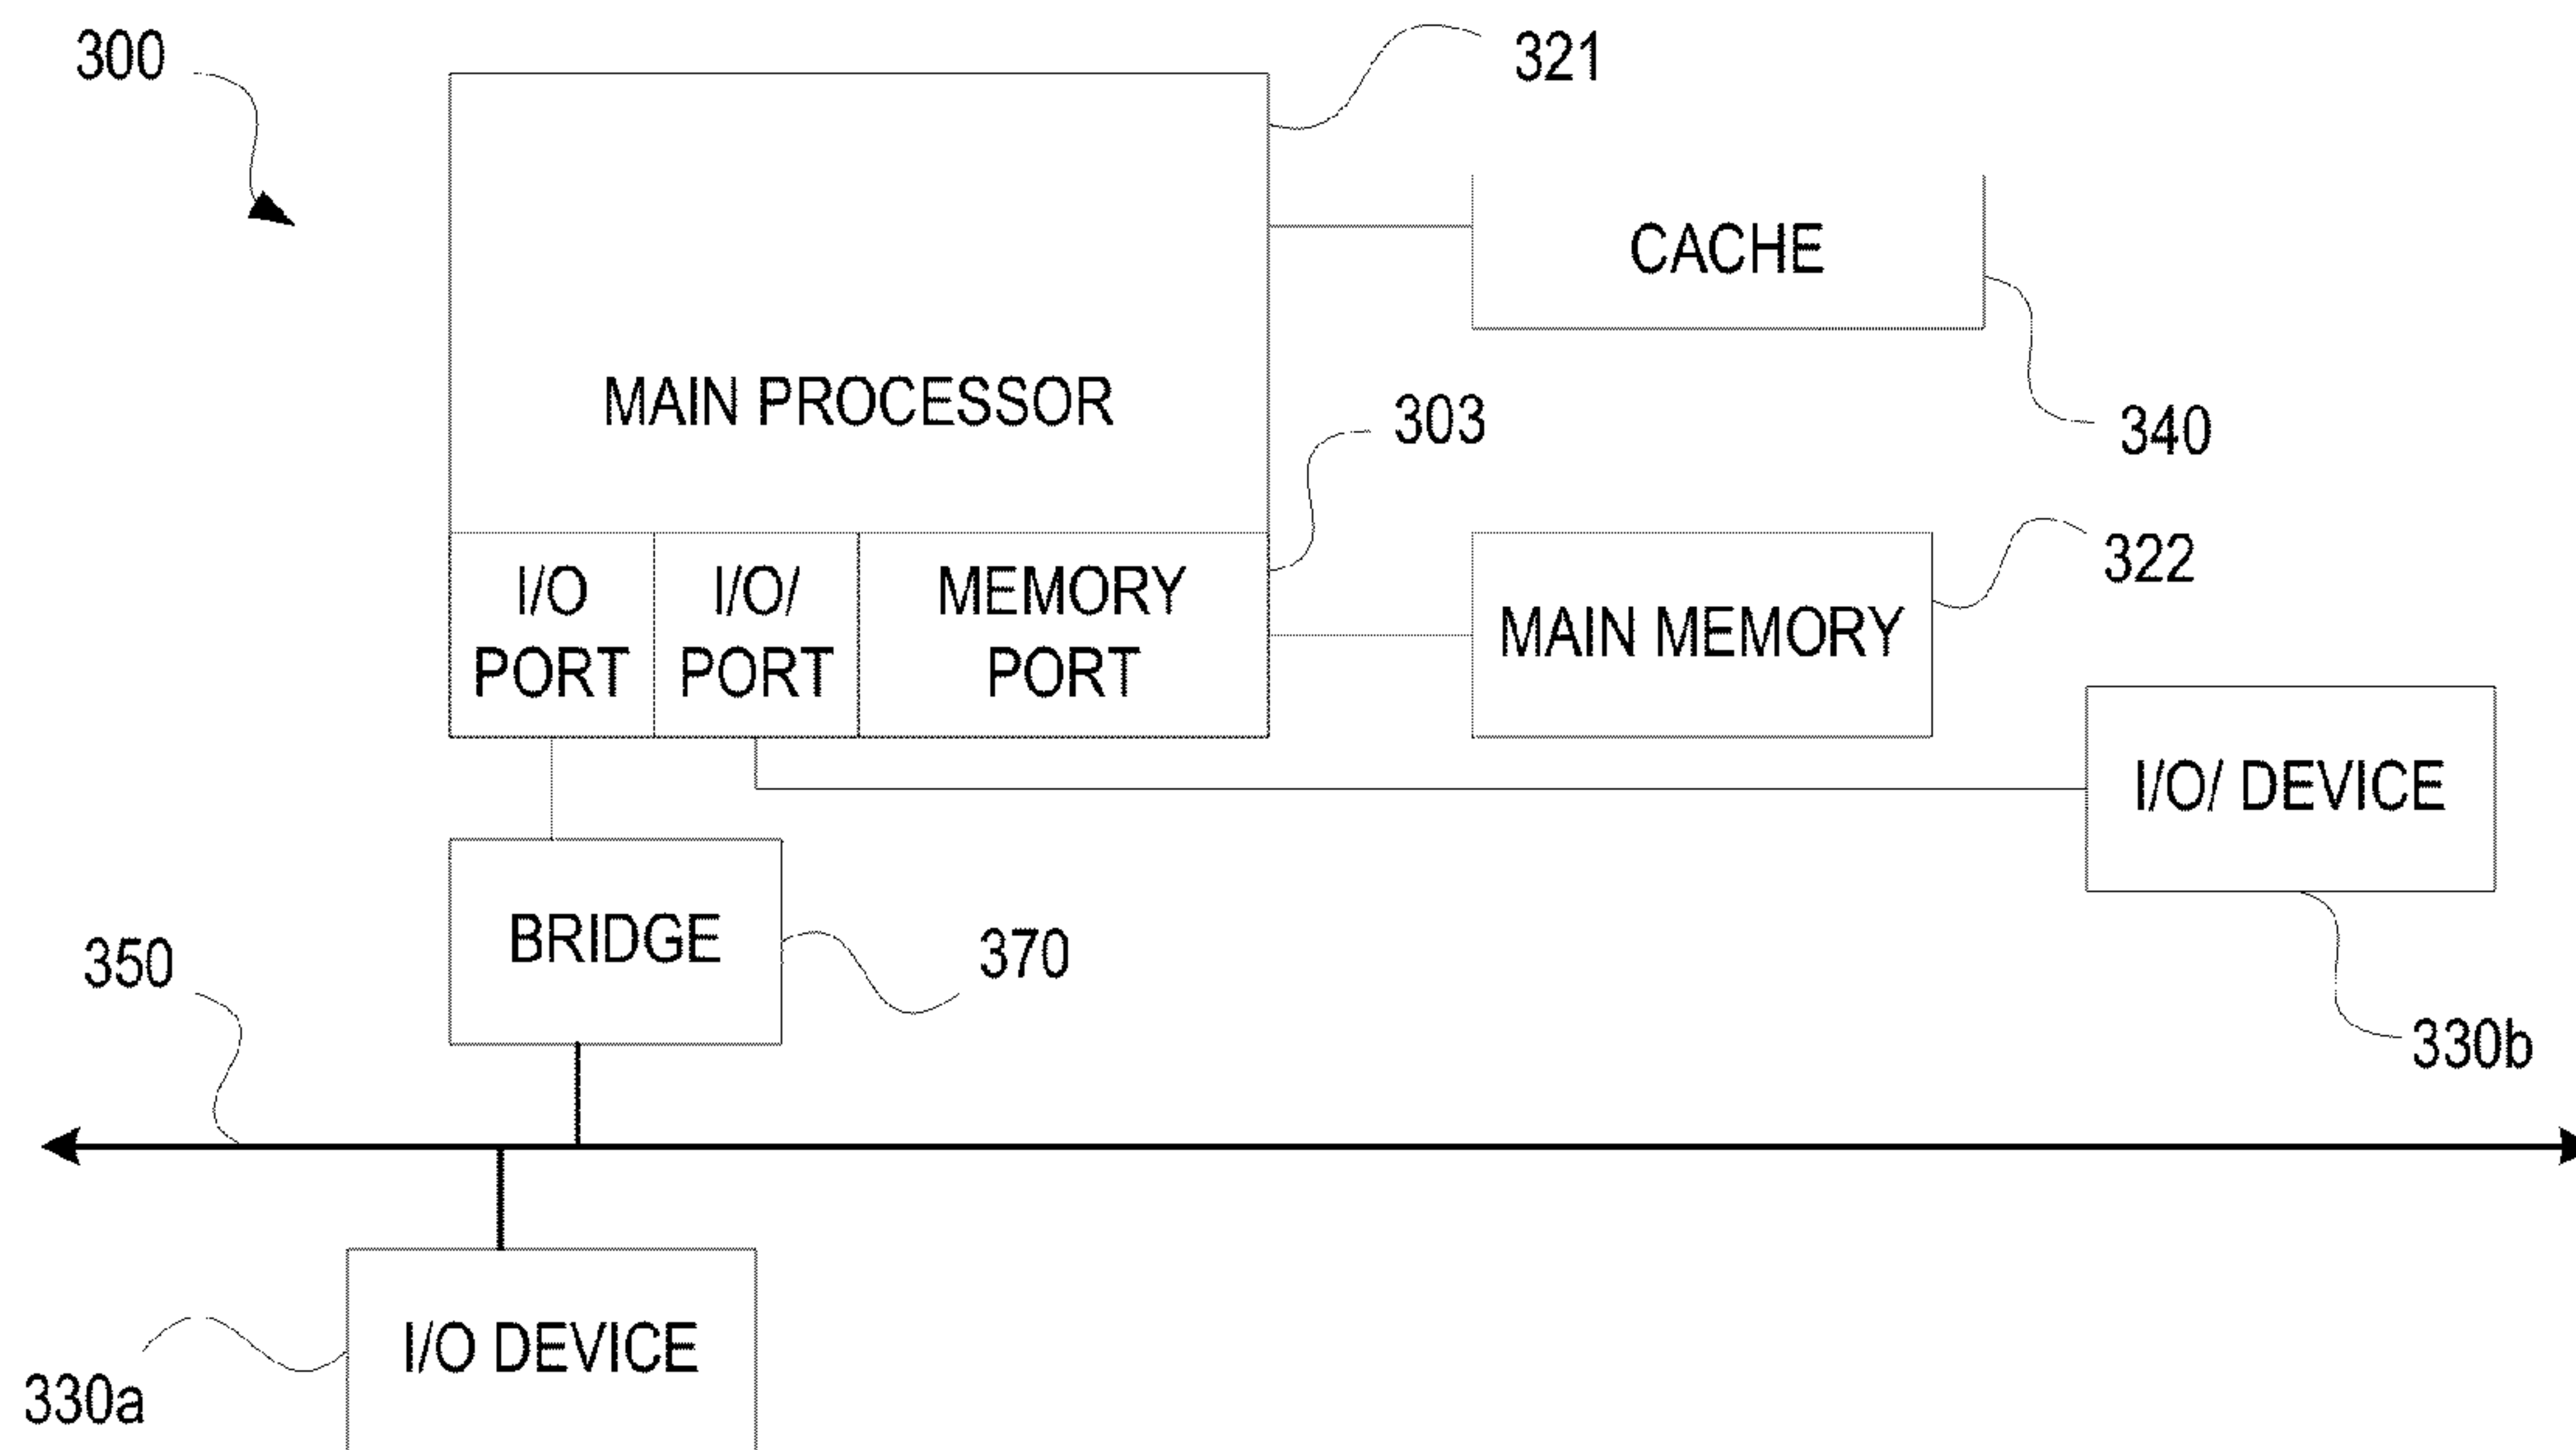 300
321
CACHE
340
MAIN PROCESSOR
303
I/O
PORT
I/O/
PORT
MEMORY
PORT
MAIN MEMORY
322
I/O/ DEVICE
330b
BRIDGE
370
350
I/O DEVICE
330a